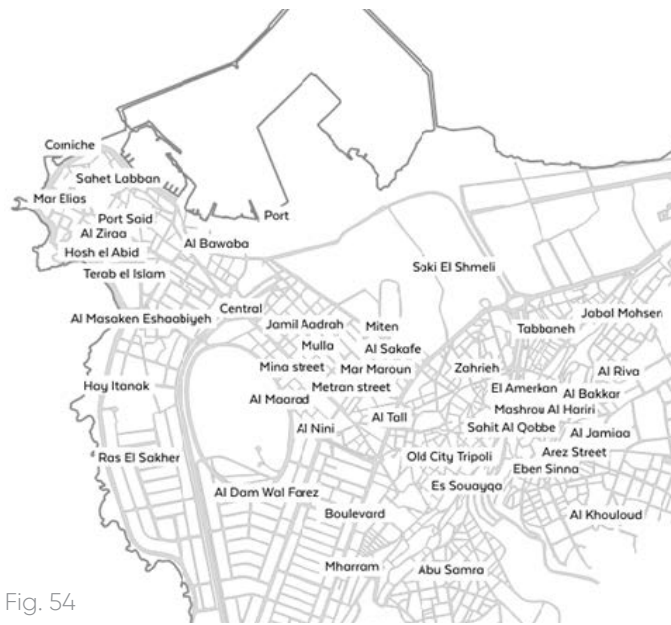 Corniche
Sahet Labban
Mar Elias
Port Said
Port
Al Ziraa
Al Bawaba
Hosh el Abid
Terab el Islam
Saki El Shmeli
Central
Al Masaken Eshaabiyeh
Jamil Aadrah
Miten
Tabbaneh
Jabal Mohsen
Mulla
Al Sakafe
Mina street
Mar Maroun
Zahrieh
Al Riva
Hay Itanak
Metran street
El Amerkan
Al Bakkar
Al Maarad
Mashrou Al Hariri
Al Tall
Al Nini
Sahit Al Qobbe
Al Jamiaa
Ras El Sakher
Old City Tripoli
Arez Street
Eben Sinna
Al Dam Wal Farez
Es Souayqa
Boulevard
Al Khouloud
Mharram
Abu Samra
Fig. 54